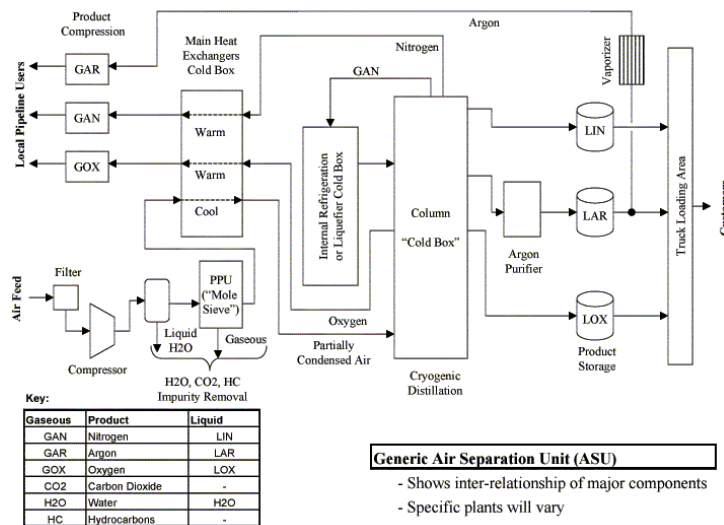 Product
Compression
Main Heat
Exchangers
Cold Box
Argon
Nitrogen
GAN
Vaporizer
Local Pipeline Users
GAR
GAN
GOX
Warm
Warm
Cool
Internal Refrigeration
or Liquefier Cold Box
Column
“Cold Box”
LIN
LAR
LOX
Argon
Purifier
Truck Loading Area
Customers
Air Feed
Filter
Compressor
PPU
(“Mole
Sieve”)
Liquid
H2O
Gaseous
H2O, CO2, HC
Impurity Removal
Oxygen
Partially
Condensed Air
Cryogenic
Distillation
Product
Storage
Key:
Gaseous Product Liquid
GAN Nitrogen LIN
GAR Argon LAR
GOX Oxygen LOX
CO2 Carbon Dioxide -
H2O Water H2O
HC Hydrocarbons -
Generic Air Separation Unit (ASU)
- Shows inter-relationship of major components
- Specific plants will vary